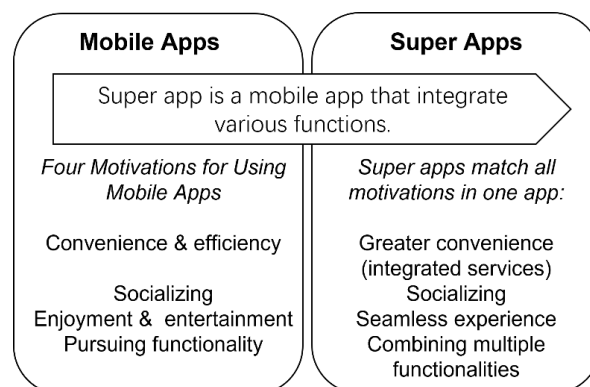 Mobile Apps
Super Apps
Super app is a mobile app that integrate
various functions.
Four Motivations for Using
Mobile Apps
Convenience & efficiency
Socializing
Enjoyment & entertainment
Pursuing functionality
Super apps match all
motivations in one app:
Greater convenience
(integrated services)
Socializing
Seamless experience
Combining multiple
functionalities